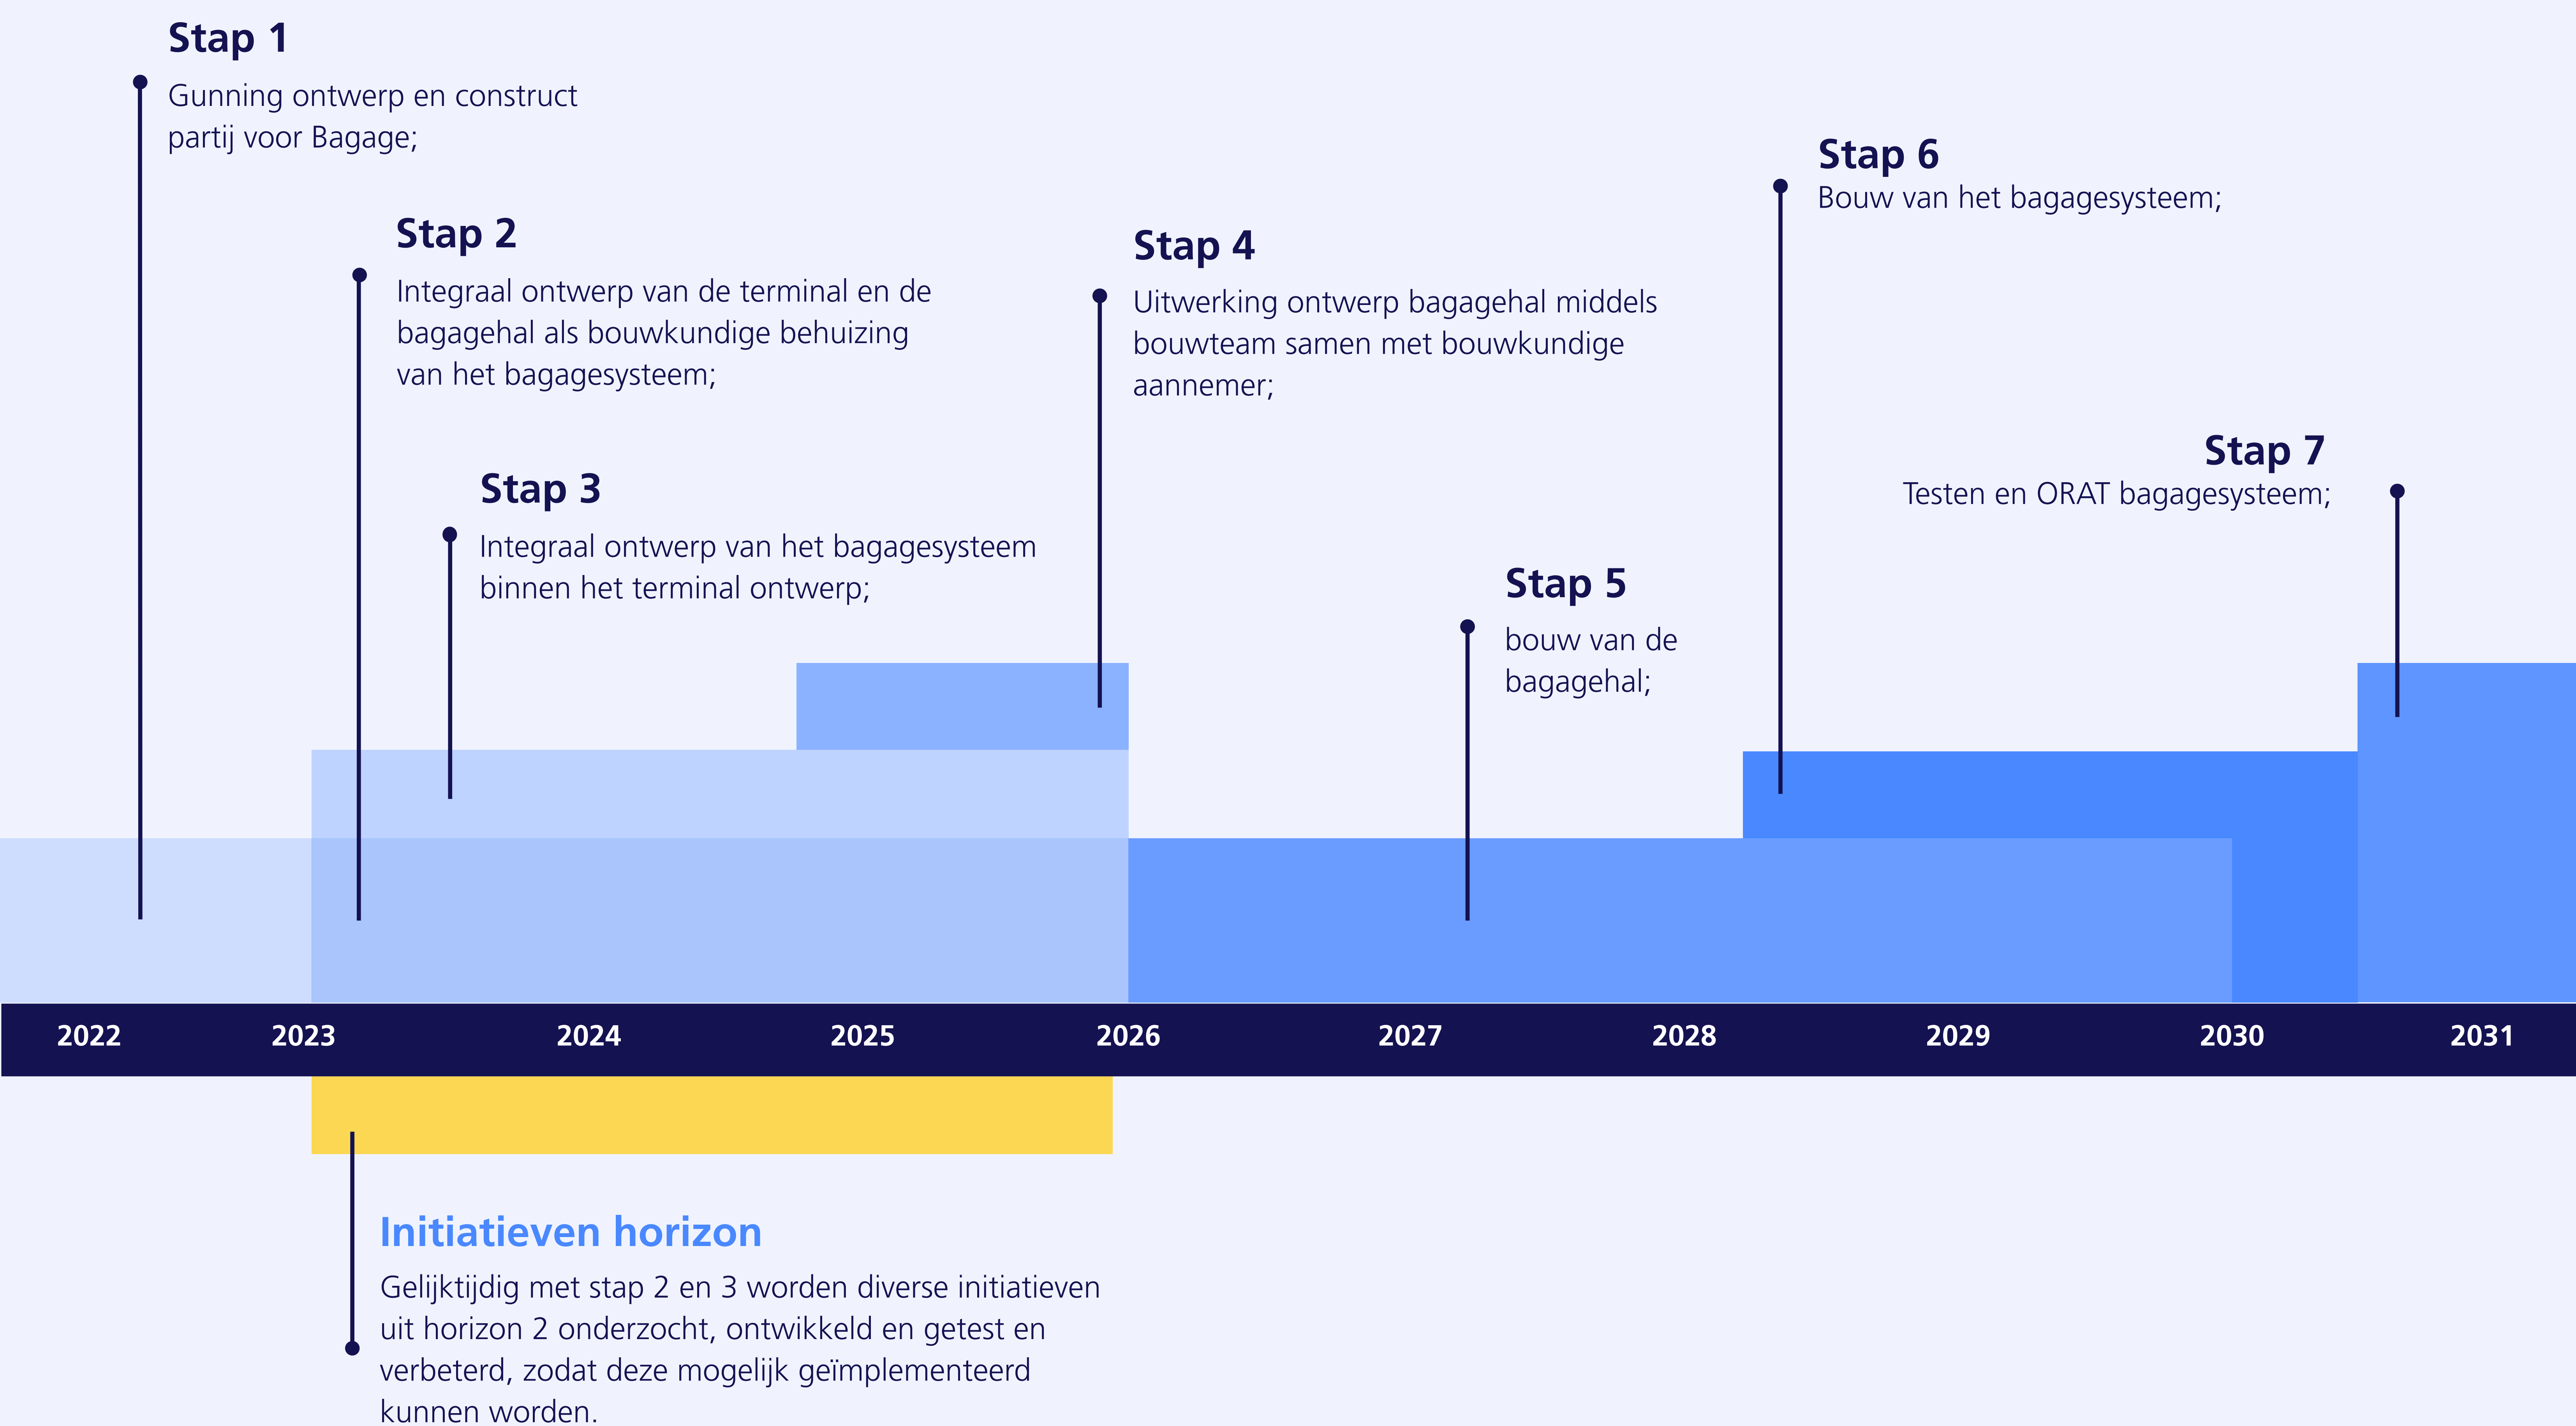 Stap 1
Gunning ontwerp en construct
partij voor Bagage;
Stap 2
Integraal ontwerp van de terminal en de
bagagehal als bouwkundige behuizing
van het bagagesysteem;
Stap 3
Integraal ontwerp van het bagagesysteem
binnen het terminal ontwerp;
Stap 4
Uitwerking ontwerp bagagehal middels
bouwteam samen met bouwkundige
aannemer;
Stap 5
bouw van de
bagagehal;
Stap 6
Bouw van het bagagesysteem;
Stap 7
Testen en ORAT bagagesysteem;
2022 2023 2024 2025 2026 2027 2028 2029 2030 2031
Initiatieven horizon
Gelijktijdig met stap 2 en 3 worden diverse initiatieven
uit horizon 2 onderzocht, ontwikkeld en getest en
verbeterd, zodat deze mogelijk geïmplementeerd
kunnen worden.